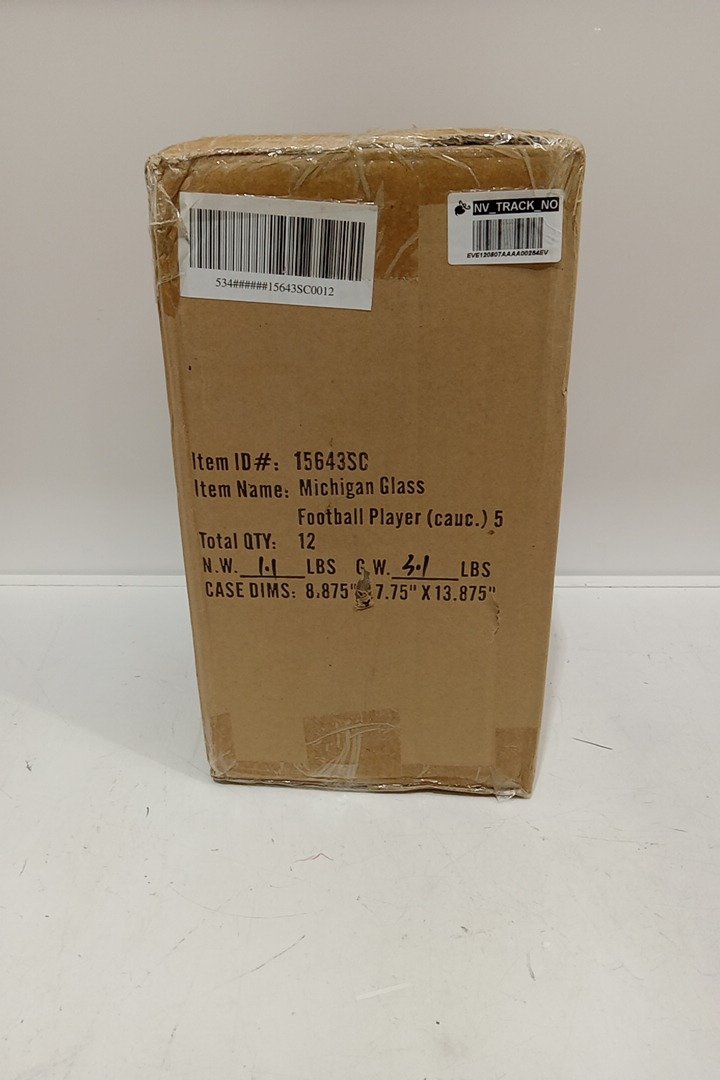 NV_TRACK_NO
EVE120807AAAA00284EV
534######15643SC0012
Item ID#: 15643SC
Item Name: Michigan Glass
Football Player (cauc.) 5
Total QTY: 12
N.W. 1.1 LBS G.W. 3.1 LBS
CASE DIMS: 8.875" 7.75" X 13.875"